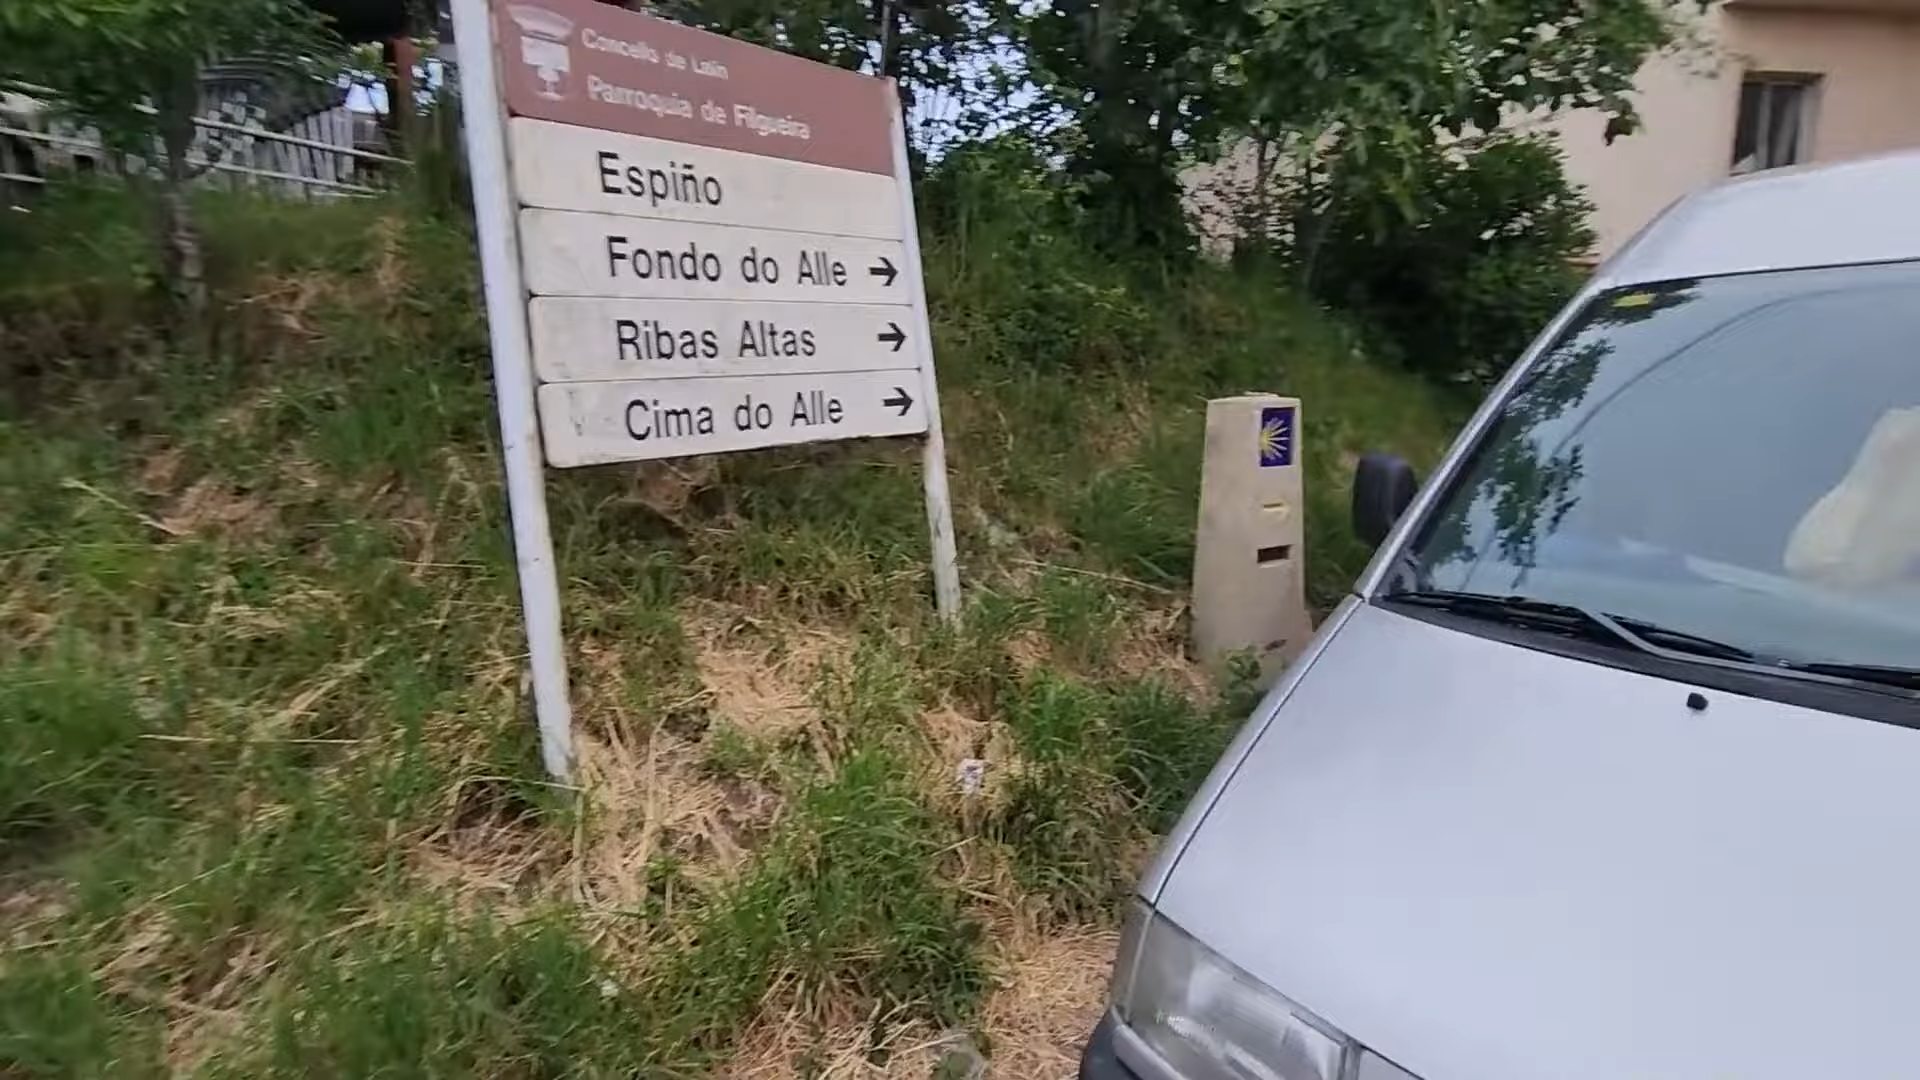 Concello de Lalín
Parroquia de Filgueira
Espiño
Fondo do Alle →
Ribas Altas →
Cima do Alle →